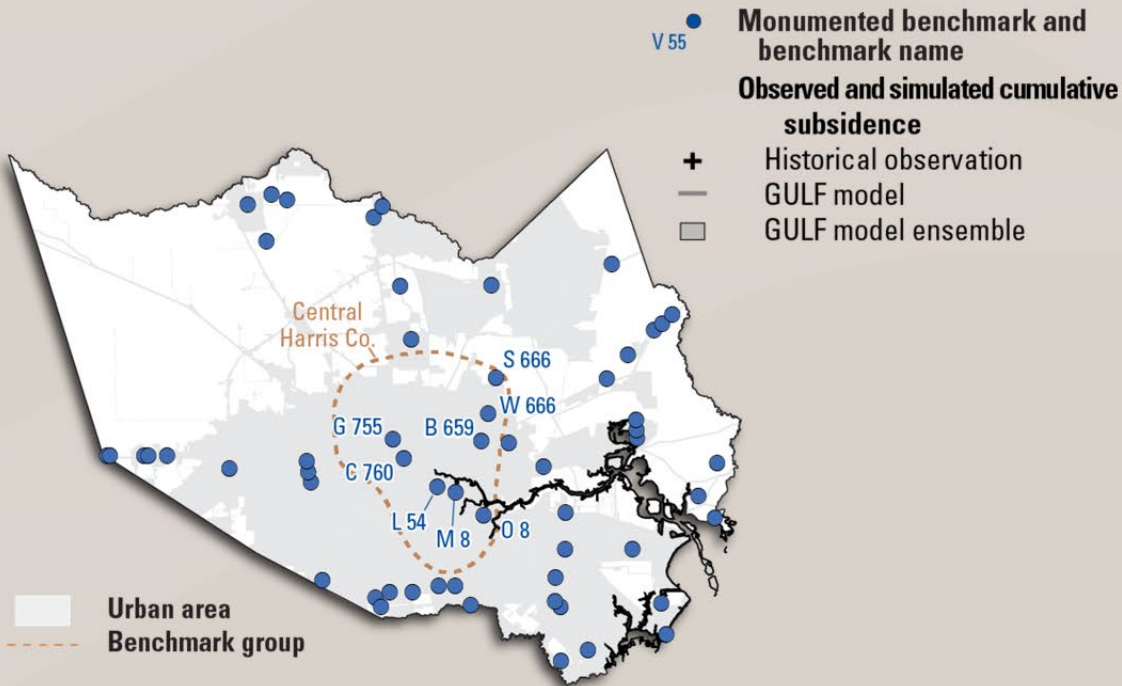 V 55
Monumented benchmark and
benchmark name
Observed and simulated cumulative
subsidence
Historical observation
GULF model
GULF model ensemble
Central
Harris Co.
S 666
W 666
G 755
B 659
C 760
L 54
M 8
O 8
Urban area
Benchmark group